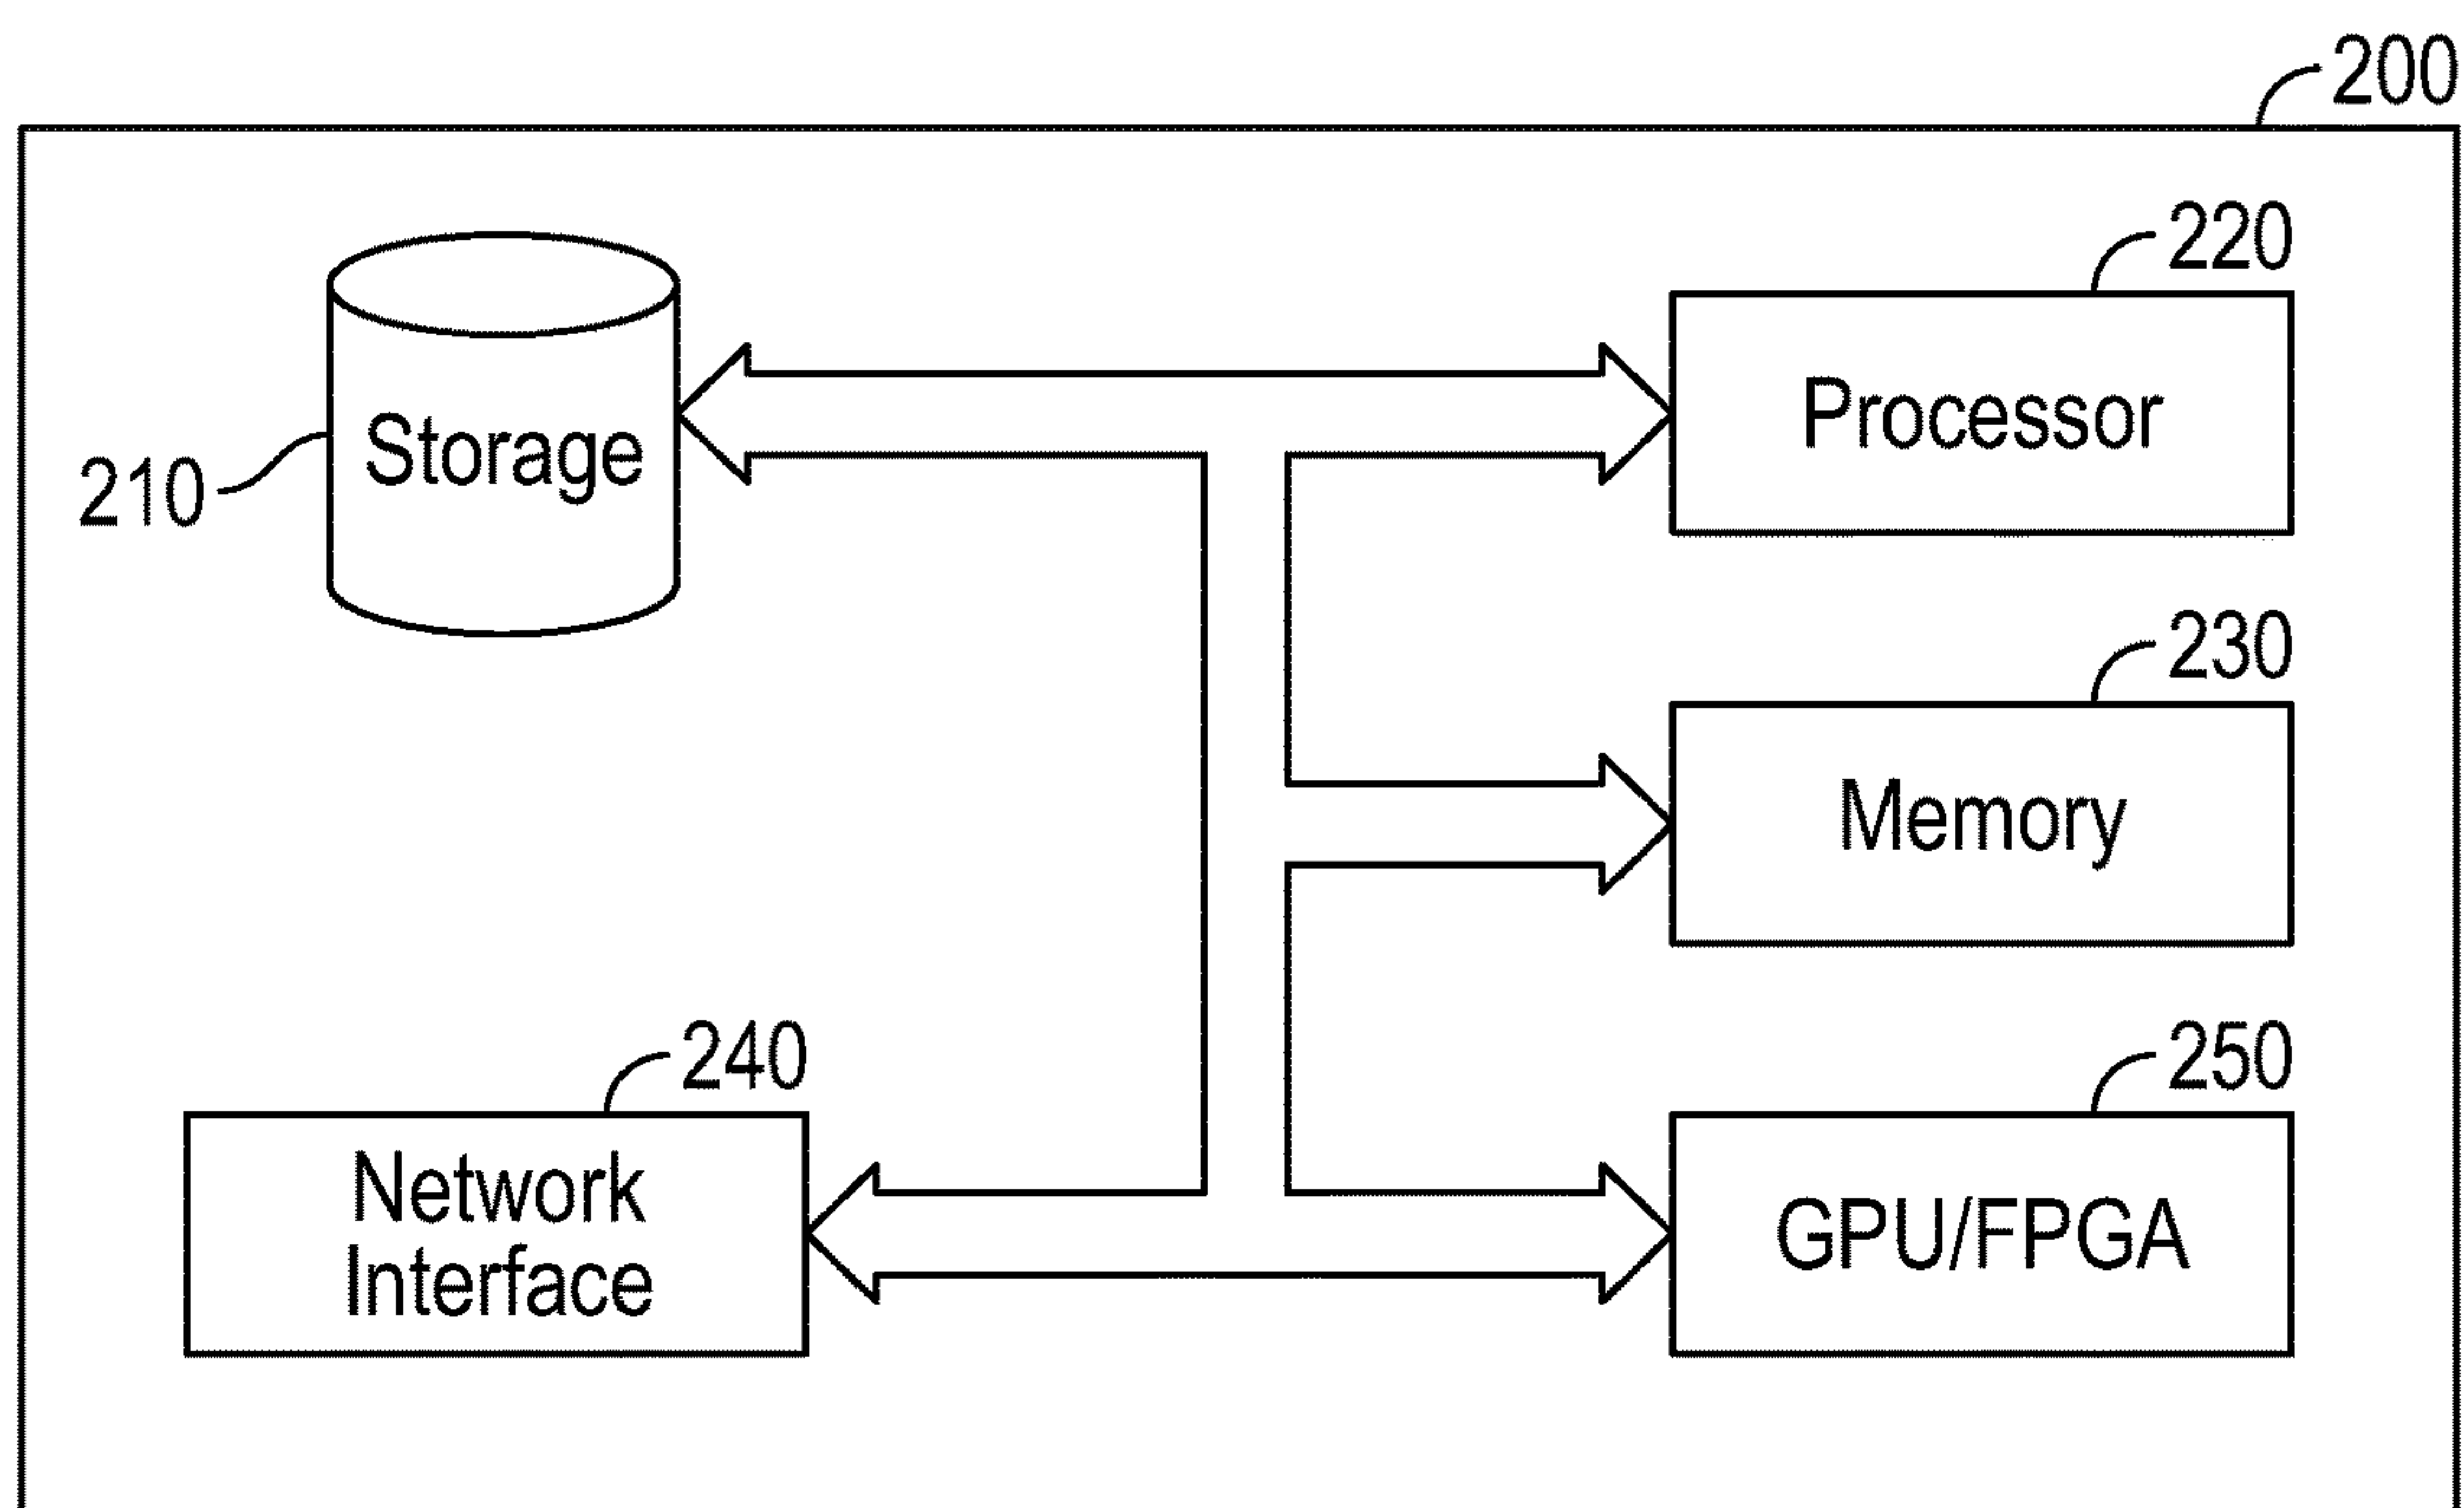 200
220
Processor
210
Storage
230
Memory
240
Network
Interface
250
GPU/FPGA